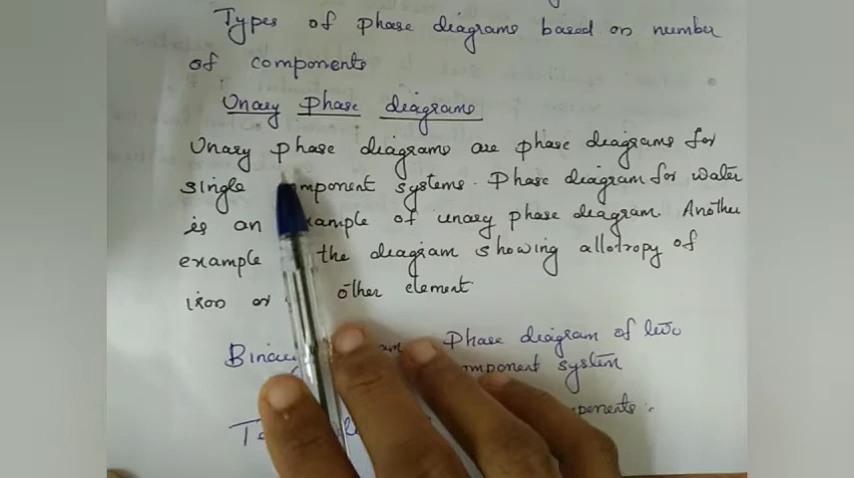 Types of phase diagrams based on number
of components
Unary Phase diagrams
Unary phase diagrams are phase diagrams for
single component systems. Phase diagram for water
is an example of unary phase diagram. Another
example the diagram showing allotropy of
iron or other element.
Binary Phase diagram of two
component system